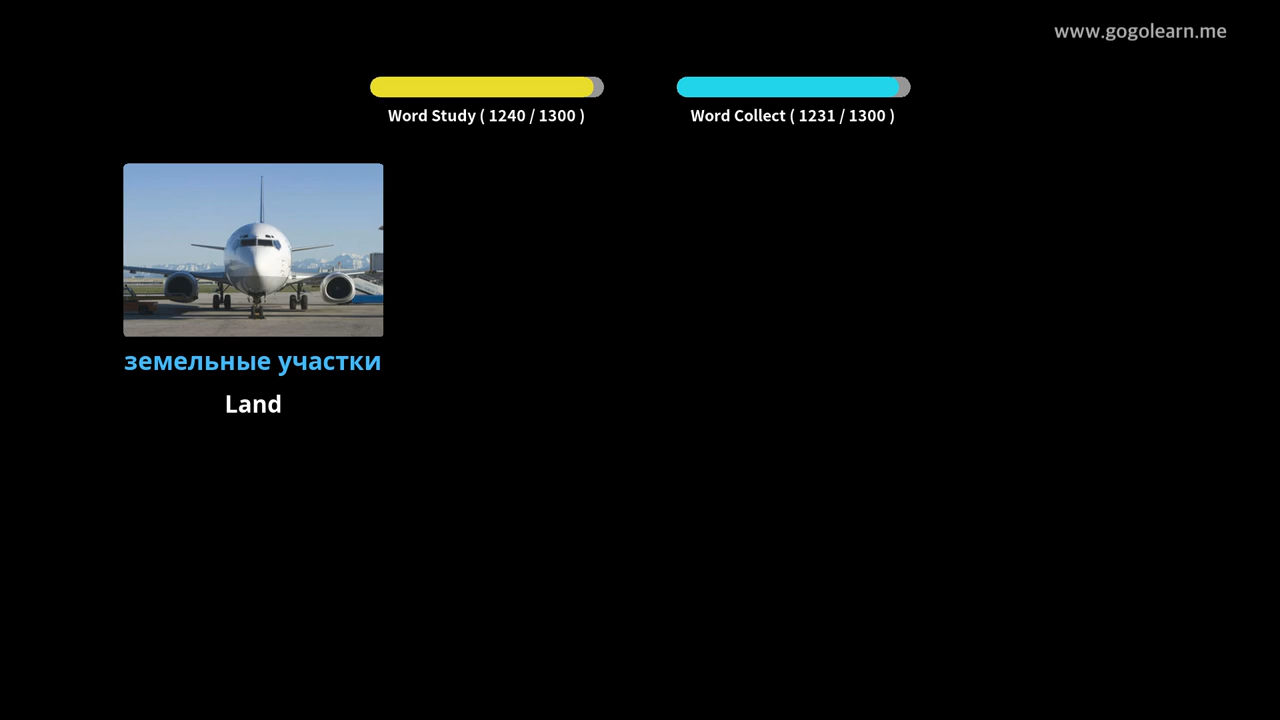 www.gogolearn.me
Word Study ( 1240 / 1300 )
Word Collect ( 1231 / 1300 )
земельные участки
Land